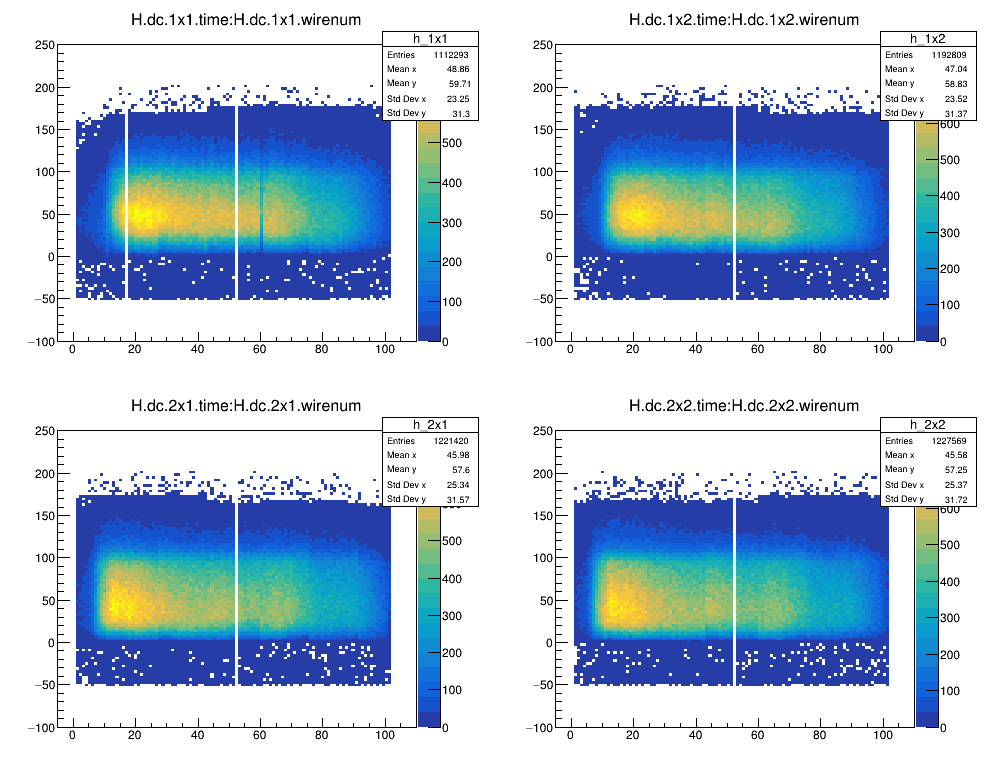 H.dc.1x1.time:H.dc.1x1.wirenum
h_1x1
Entries 1112293
Mean x 48.86
Mean y 59.71
Std Dev x 23.25
Std Dev y 31.3
250
200
150
100
50
0
−50
−100
0 20 40 60 80 100
500
400
300
200
100
0
H.dc.1x2.time:H.dc.1x2.wirenum
h_1x2
Entries 1192809
Mean x 47.04
Mean y 58.83
Std Dev x 23.52
Std Dev y 31.37
250
200
150
100
50
0
−50
−100
0 20 40 60 80 100
600
500
400
300
200
100
0
H.dc.2x1.time:H.dc.2x1.wirenum
h_2x1
Entries 1221420
Mean x 45.98
Mean y 57.6
Std Dev x 25.34
Std Dev y 31.57
250
200
150
100
50
0
−50
−100
0 20 40 60 80 100
500
400
300
200
100
0
H.dc.2x2.time:H.dc.2x2.wirenum
h_2x2
Entries 1227569
Mean x 45.58
Mean y 57.25
Std Dev x 25.37
Std Dev y 31.72
250
200
150
100
50
0
−50
−100
0 20 40 60 80 100
600
500
400
300
200
100
0